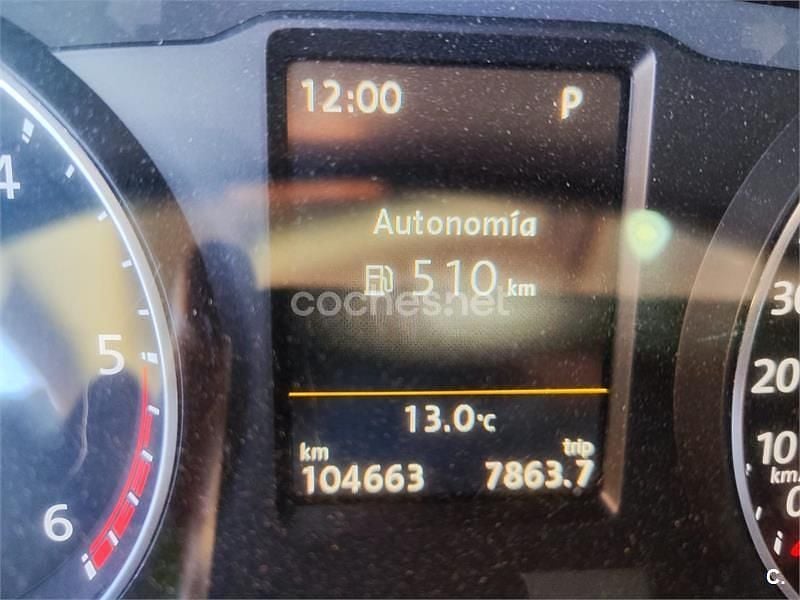 12:00 P
Autonomía
510 km
coches.net
13.0°C
km trip
104663 7863.7
4
5
6
30
20
10
km/
0
C.